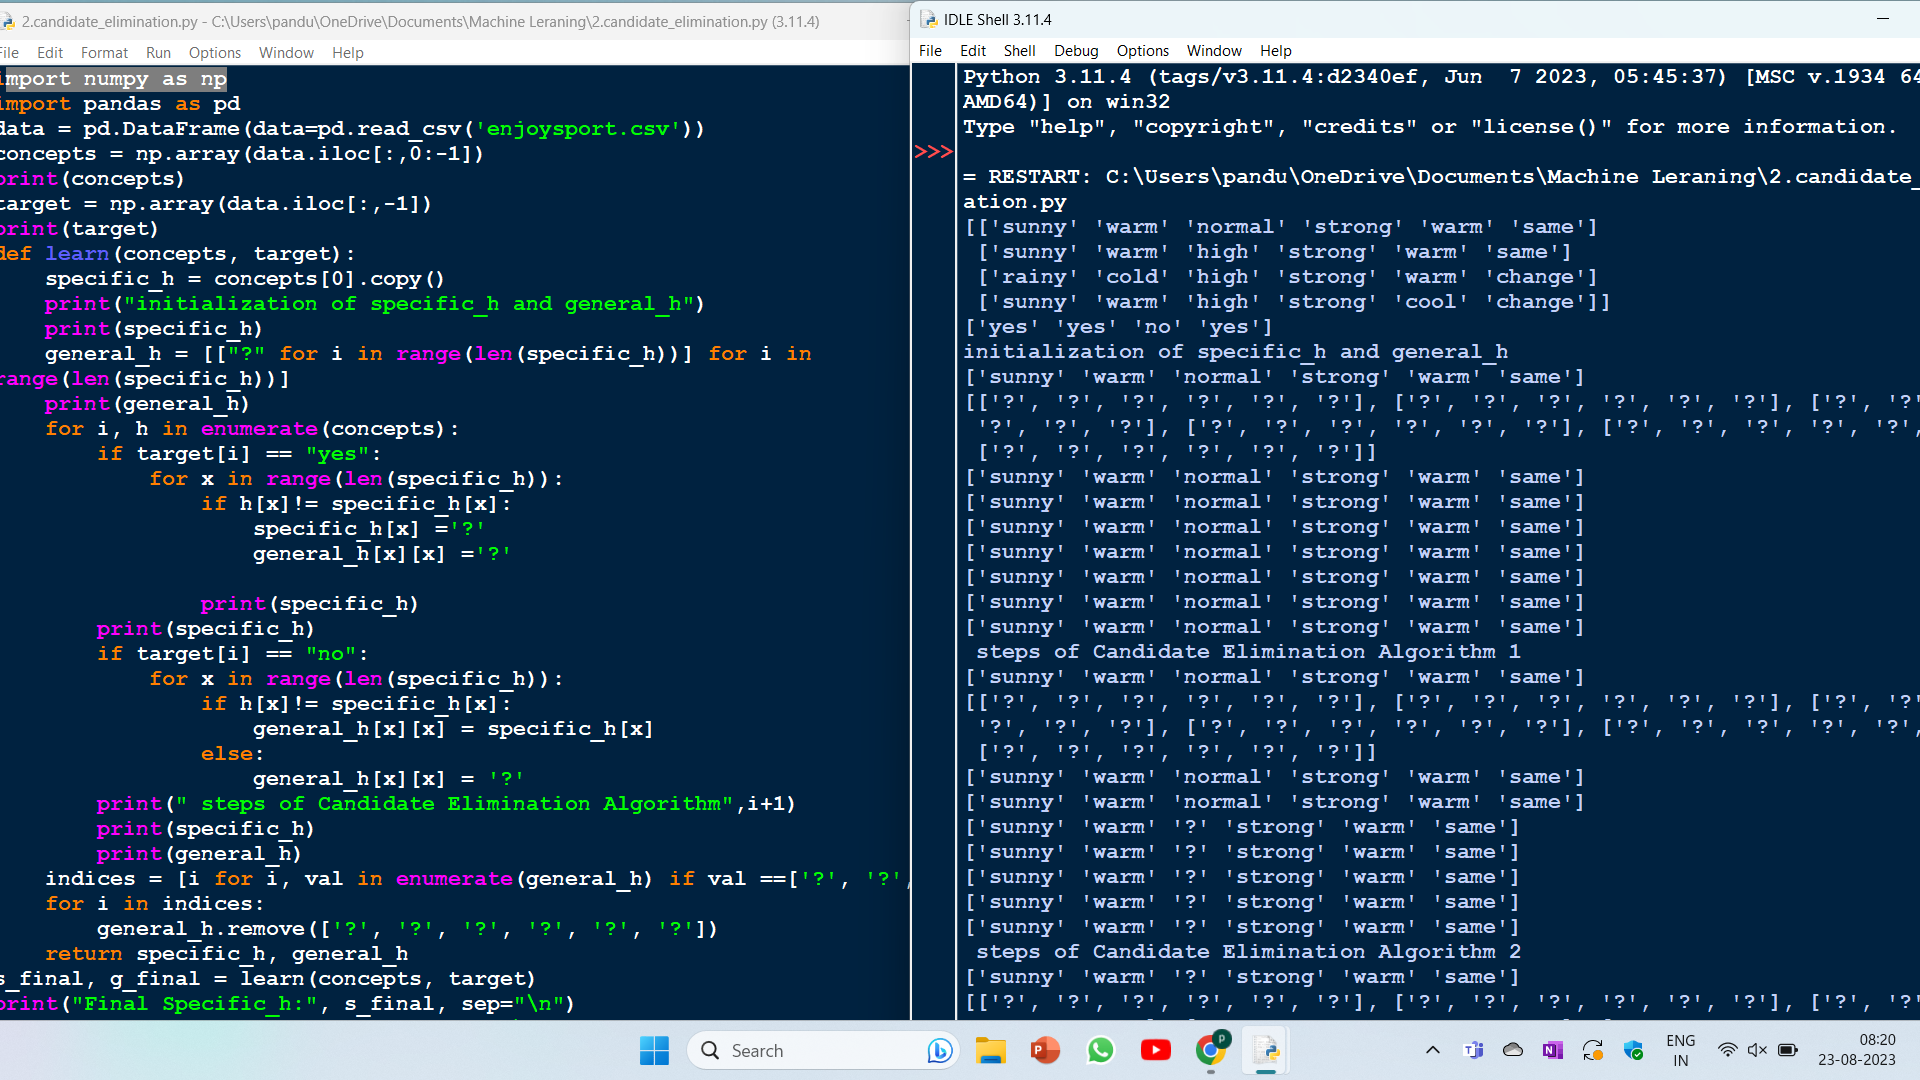 2.candidate_elimination.py - C:\Users\pandu\OneDrive\Documents\Machine Leraning\2.candidate_elimination.py (3.11.4)
File Edit Format Run Options Window Help
import numpy as np
import pandas as pd
data = pd.DataFrame(data=pd.read_csv('enjoysport.csv'))
concepts = np.array(data.iloc[:,0:-1])
print(concepts)
target = np.array(data.iloc[:,-1])
print(target)
def learn(concepts, target):
    specific_h = concepts[0].copy()
    print("initialization of specific_h and general_h")
    print(specific_h)
    general_h = [["?" for i in range(len(specific_h))] for i in
range(len(specific_h))]
    print(general_h)
    for i, h in enumerate(concepts):
        if target[i] == "yes":
            for x in range(len(specific_h)):
                if h[x]!= specific_h[x]:
                    specific_h[x] ='?'
                    general_h[x][x] ='?'
                print(specific_h)
        print(specific_h)
        if target[i] == "no":
            for x in range(len(specific_h)):
                if h[x]!= specific_h[x]:
                    general_h[x][x] = specific_h[x]
                else:
                    general_h[x][x] = '?'
        print(" steps of Candidate Elimination Algorithm",i+1)
        print(specific_h)
        print(general_h)
    indices = [i for i, val in enumerate(general_h) if val ==['?', '?',
    for i in indices:
        general_h.remove(['?', '?', '?', '?', '?', '?'])
    return specific_h, general_h
s_final, g_final = learn(concepts, target)
print("Final Specific_h:", s_final, sep="\n")
IDLE Shell 3.11.4
File Edit Shell Debug Options Window Help
Python 3.11.4 (tags/v3.11.4:d2340ef, Jun  7 2023, 05:45:37) [MSC v.1934 64
AMD64)] on win32
Type "help", "copyright", "credits" or "license()" for more information.
>>>
= RESTART: C:\Users\pandu\OneDrive\Documents\Machine Leraning\2.candidate_
ation.py
[['sunny' 'warm' 'normal' 'strong' 'warm' 'same']
 ['sunny' 'warm' 'high' 'strong' 'warm' 'same']
 ['rainy' 'cold' 'high' 'strong' 'warm' 'change']
 ['sunny' 'warm' 'high' 'strong' 'cool' 'change']]
['yes' 'yes' 'no' 'yes']
initialization of specific_h and general_h
['sunny' 'warm' 'normal' 'strong' 'warm' 'same']
[['?', '?', '?', '?', '?', '?'], ['?', '?', '?', '?', '?', '?'], ['?', '?'
 '?', '?', '?'], ['?', '?', '?', '?', '?', '?'], ['?', '?', '?', '?', '?',
 ['?', '?', '?', '?', '?', '?']]
['sunny' 'warm' 'normal' 'strong' 'warm' 'same']
['sunny' 'warm' 'normal' 'strong' 'warm' 'same']
['sunny' 'warm' 'normal' 'strong' 'warm' 'same']
['sunny' 'warm' 'normal' 'strong' 'warm' 'same']
['sunny' 'warm' 'normal' 'strong' 'warm' 'same']
['sunny' 'warm' 'normal' 'strong' 'warm' 'same']
['sunny' 'warm' 'normal' 'strong' 'warm' 'same']
 steps of Candidate Elimination Algorithm 1
['sunny' 'warm' 'normal' 'strong' 'warm' 'same']
[['?', '?', '?', '?', '?', '?'], ['?', '?', '?', '?', '?', '?'], ['?', '?'
 '?', '?', '?'], ['?', '?', '?', '?', '?', '?'], ['?', '?', '?', '?', '?',
 ['?', '?', '?', '?', '?', '?']]
['sunny' 'warm' 'normal' 'strong' 'warm' 'same']
['sunny' 'warm' 'normal' 'strong' 'warm' 'same']
['sunny' 'warm' '?' 'strong' 'warm' 'same']
['sunny' 'warm' '?' 'strong' 'warm' 'same']
['sunny' 'warm' '?' 'strong' 'warm' 'same']
['sunny' 'warm' '?' 'strong' 'warm' 'same']
['sunny' 'warm' '?' 'strong' 'warm' 'same']
 steps of Candidate Elimination Algorithm 2
['sunny' 'warm' '?' 'strong' 'warm' 'same']
[['?', '?', '?', '?', '?', '?'], ['?', '?', '?', '?', '?', '?'], ['?', '?'
Search
ENG
IN
08:20
23-08-2023